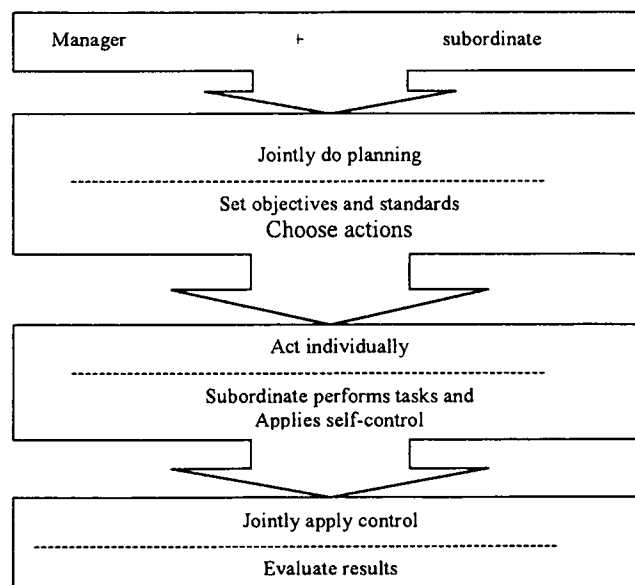 Manager + subordinate
Jointly do planning
Set objectives and standards
Choose actions
Act individually
Subordinate performs tasks and
Applies self-control
Jointly apply control
Evaluate results